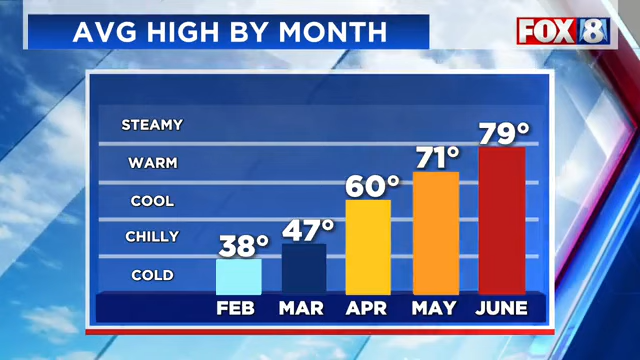 AVG HIGH BY MONTH
FOX 8
STEAMY
WARM
COOL
CHILLY
COLD
38°
47°
60°
71°
79°
FEB
MAR
APR
MAY
JUNE